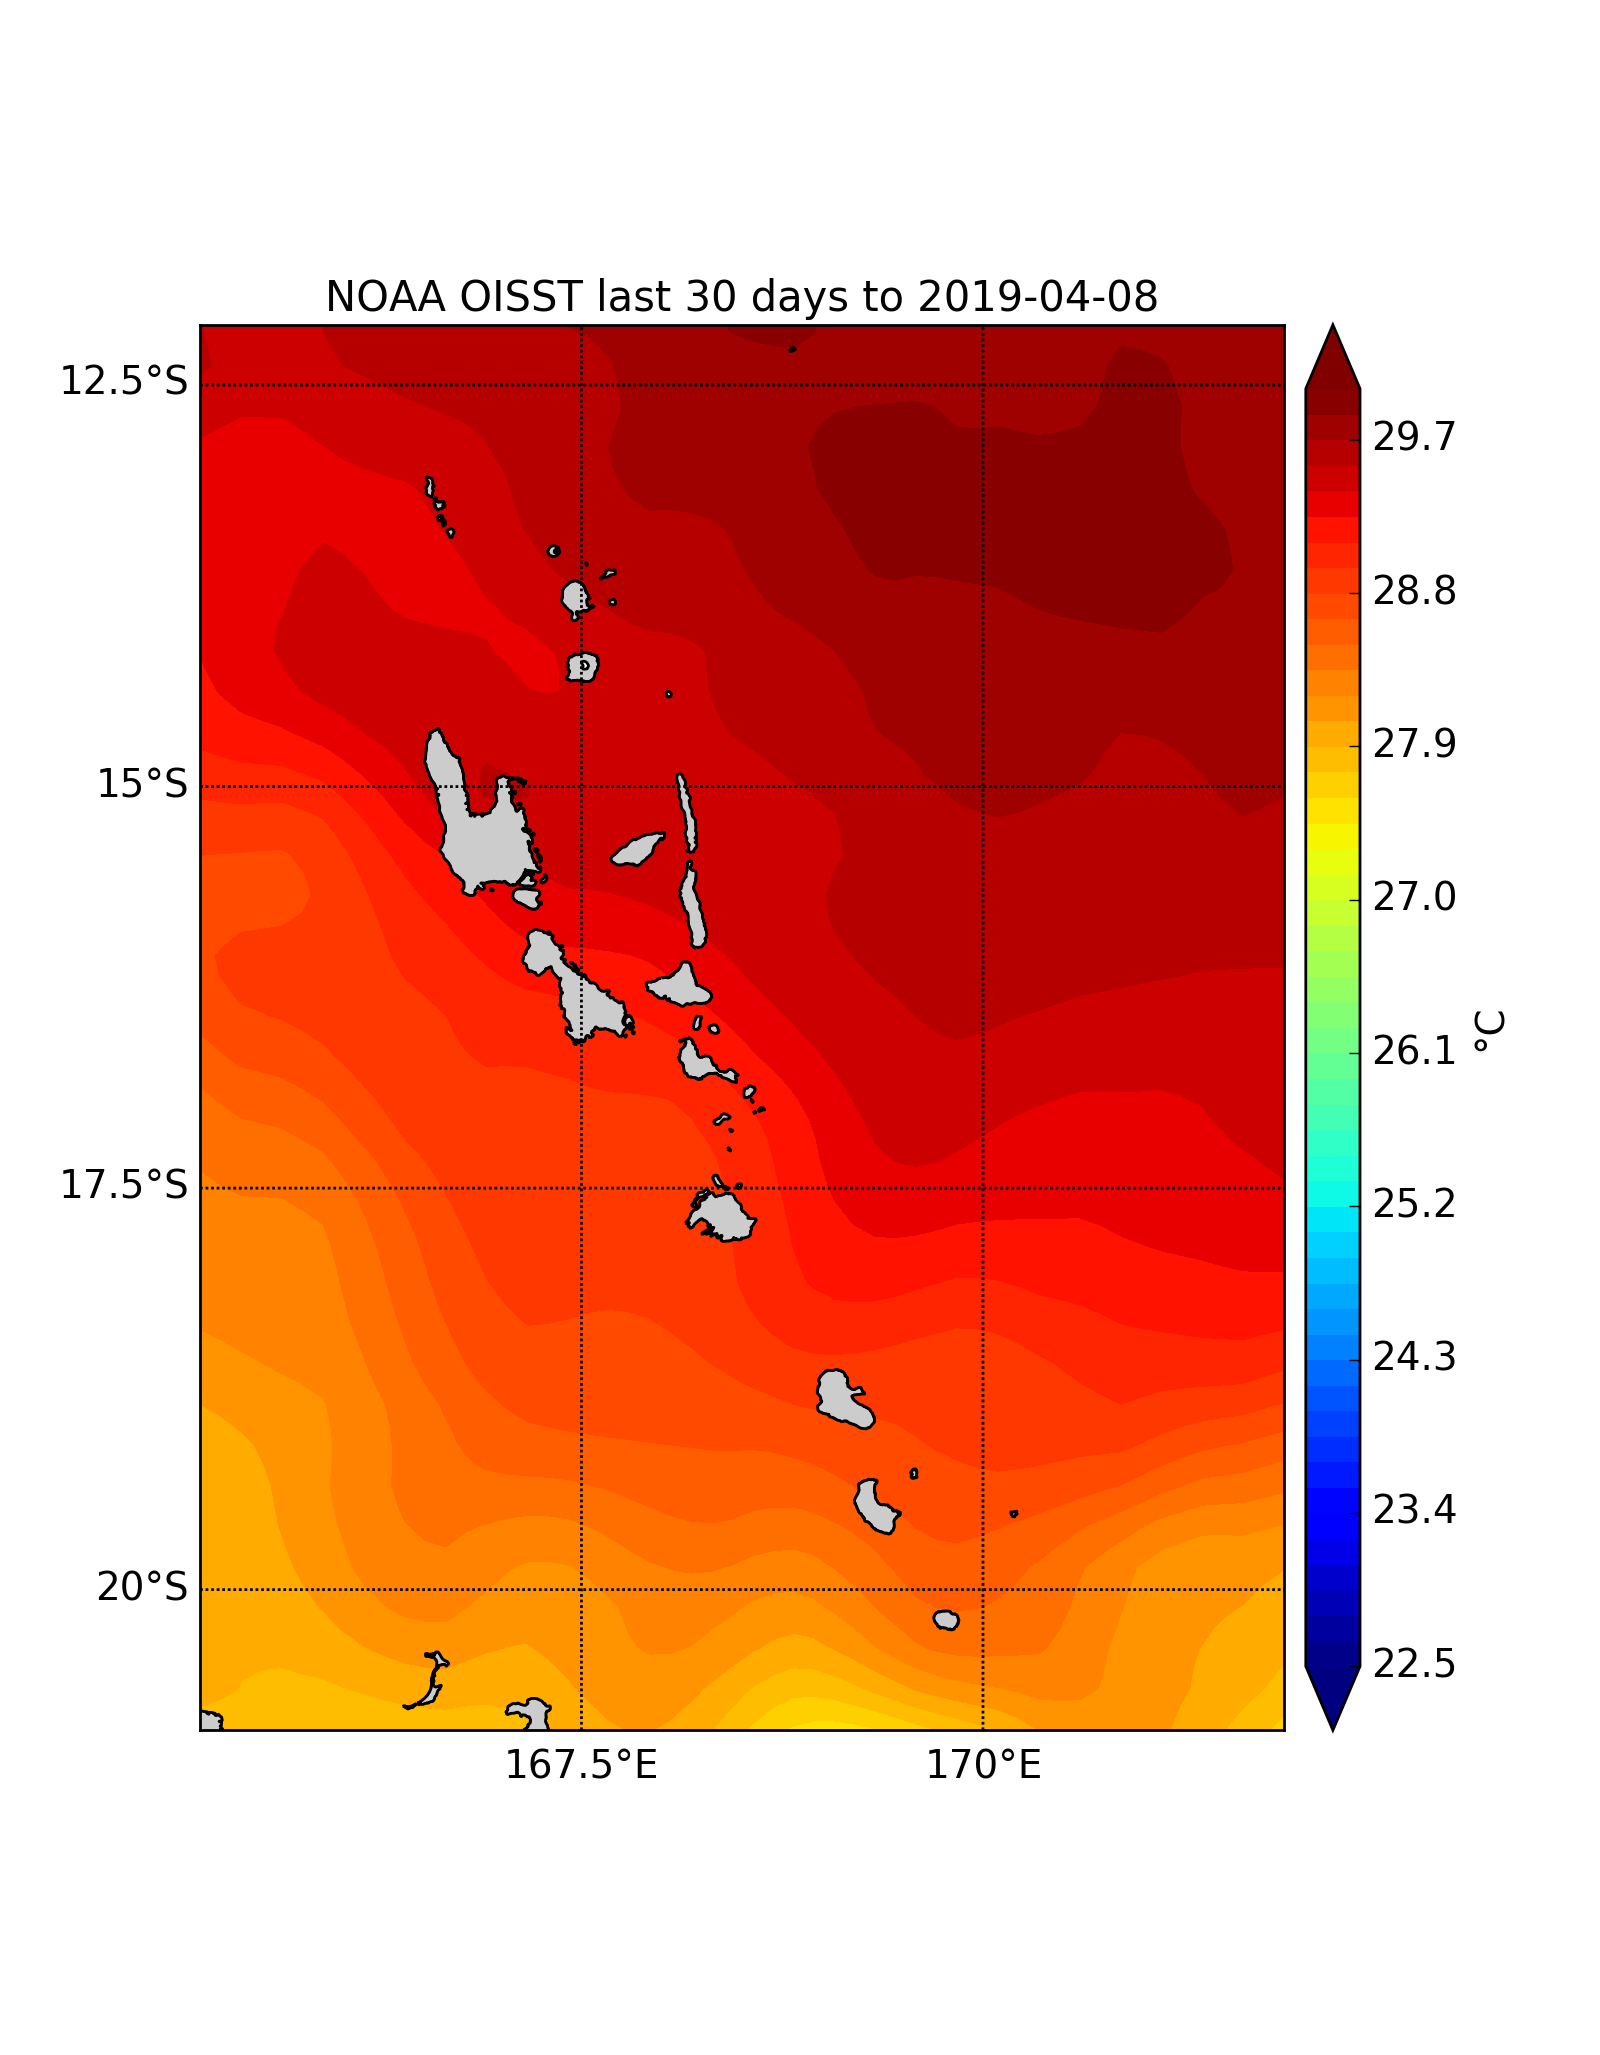 NOAA OISST last 30 days to 2019-04-08
12.5°S
15°S
17.5°S
20°S
167.5°E
170°E
29.7
28.8
27.9
27.0
26.1
25.2
24.3
23.4
22.5
°C